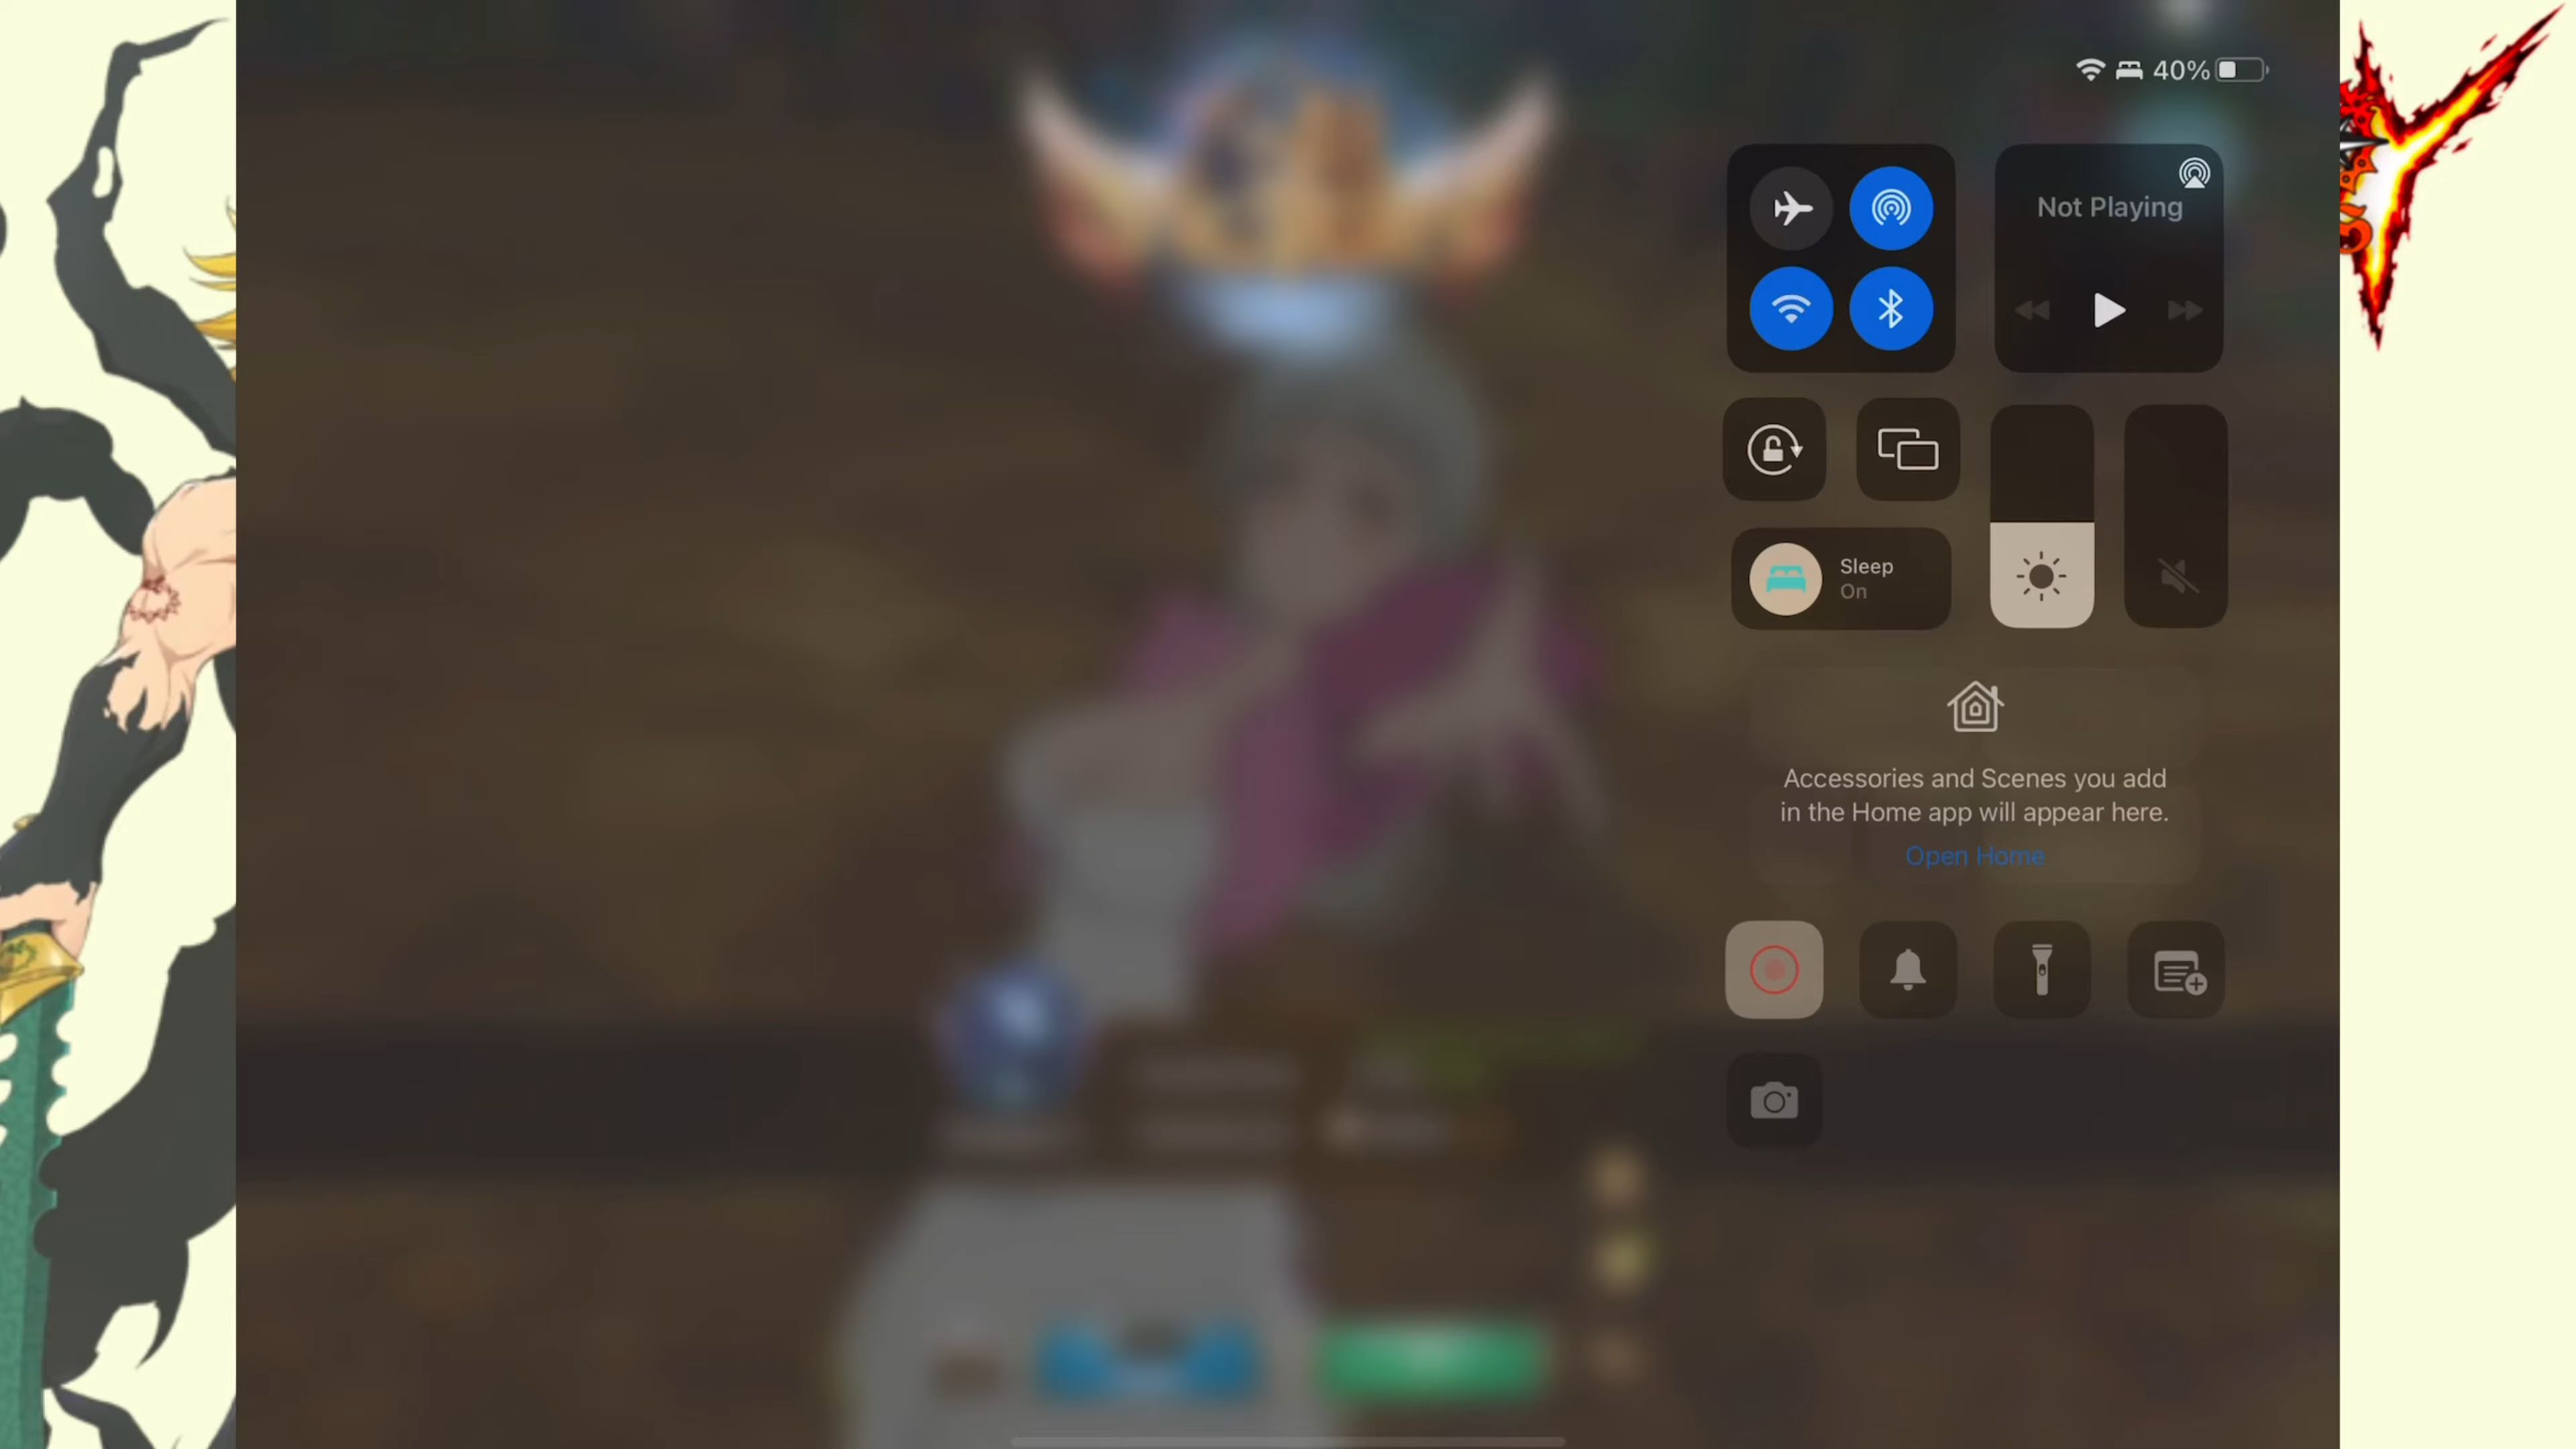 40%
Not Playing
Sleep
On
Accessories and Scenes you add
in the Home app will appear here.
Open Home